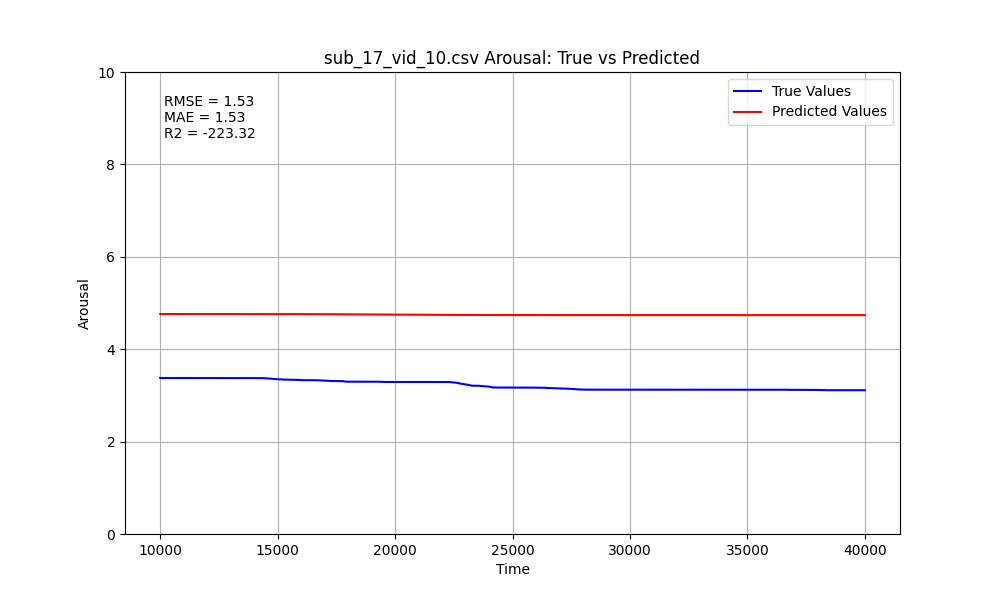 sub_17_vid_10.csv Arousal: True vs Predicted
RMSE = 1.53
MAE = 1.53
R2 = -223.32
True Values
Predicted Values
Arousal
10
8
6
4
2
0
10000
15000
20000
25000
30000
35000
40000
Time